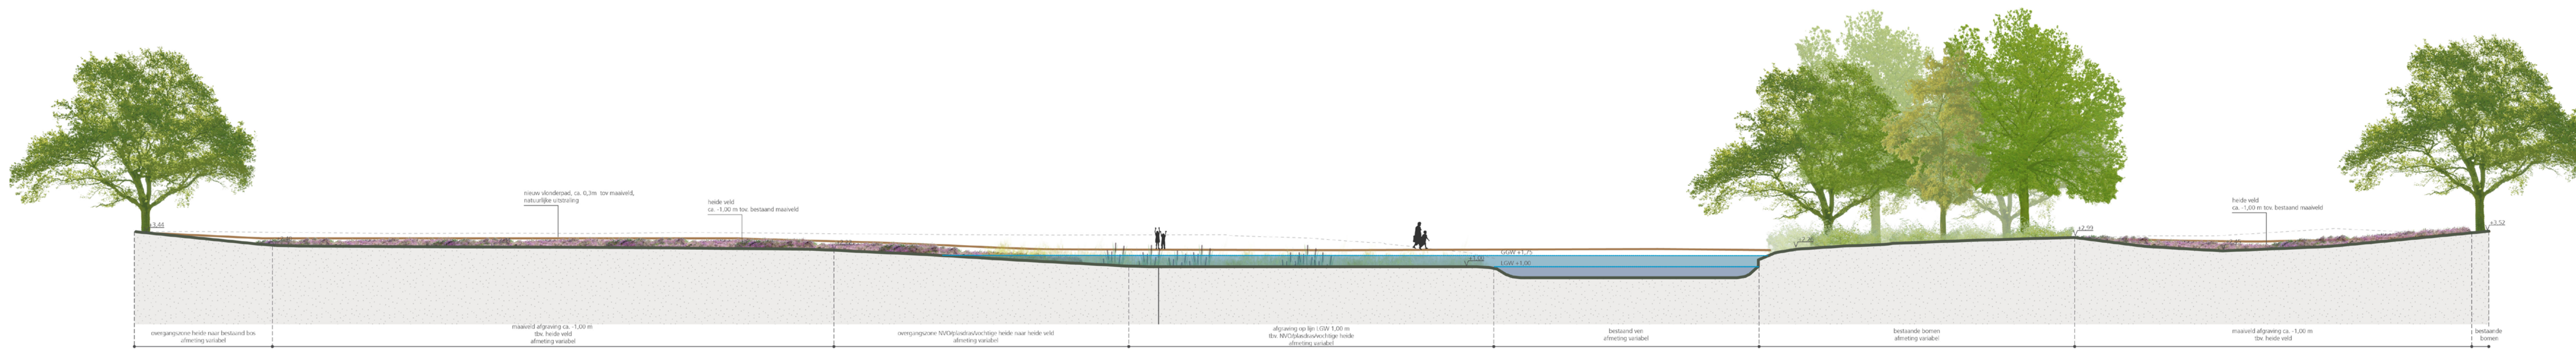 nieuw vlonderpad, ca. 0,3m tov maaiveld,
natuurlijke uitstraling
heide veld
ca. -1,00 m tov. bestaand maaiveld
heide veld
ca. -1,00 m tov. bestaand maaiveld
+3,44
+2,99
+3,52
GGW +1,75
+1,00
LGW +1,00
overgangszone heide naar bestaand bos
afmeting variabel
maaiveld afgraving ca. -1,00 m
tbv. heide veld
afmeting variabel
overgangszone NVO/plasdras/vochtige heide naar heide veld
afmeting variabel
afgraving op lijn LGW 1,00 m
tbv. NVO/plasdras/vochtige heide
afmeting variabel
bestaand ven
afmeting variabel
bestaande bomen
afmeting variabel
maaiveld afgraving ca. -1,00 m
tbv. heide veld
bestaande
bomen